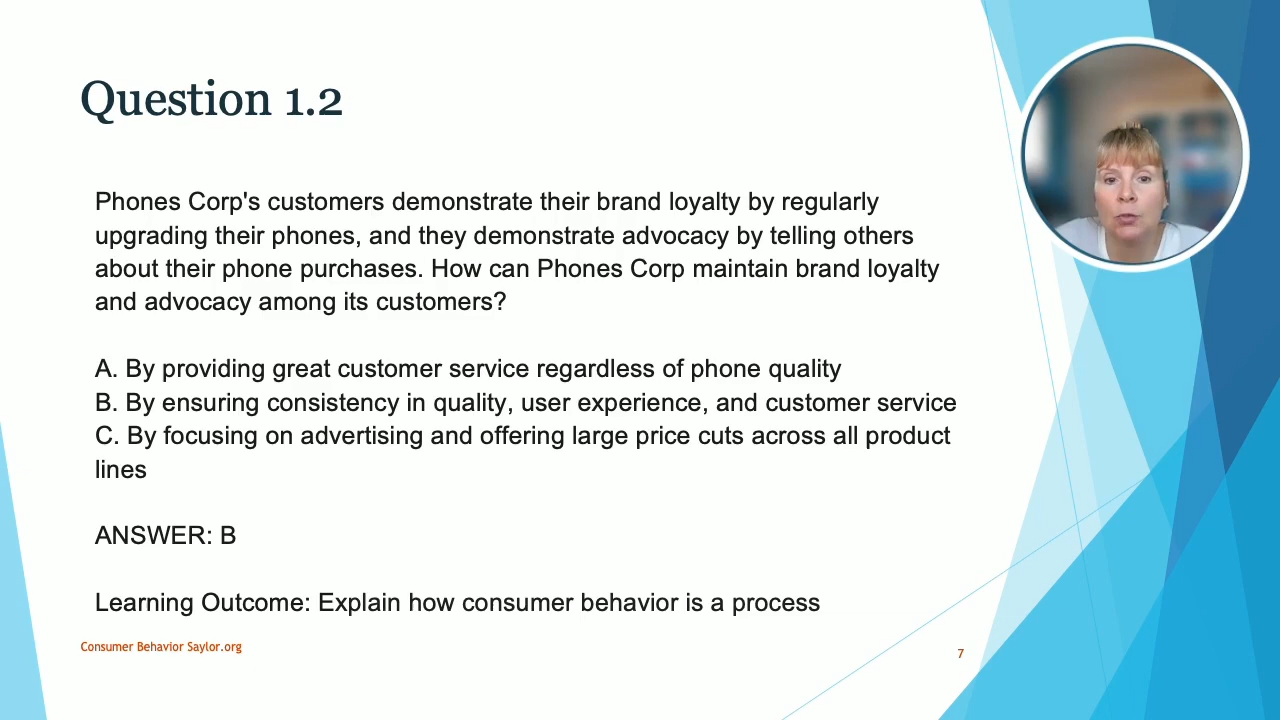 Question 1.2
Phones Corp's customers demonstrate their brand loyalty by regularly
upgrading their phones, and they demonstrate advocacy by telling others
about their phone purchases. How can Phones Corp maintain brand loyalty
and advocacy among its customers?
A. By providing great customer service regardless of phone quality
B. By ensuring consistency in quality, user experience, and customer service
C. By focusing on advertising and offering large price cuts across all product
lines
ANSWER: B
Learning Outcome: Explain how consumer behavior is a process
Consumer Behavior Saylor.org
7